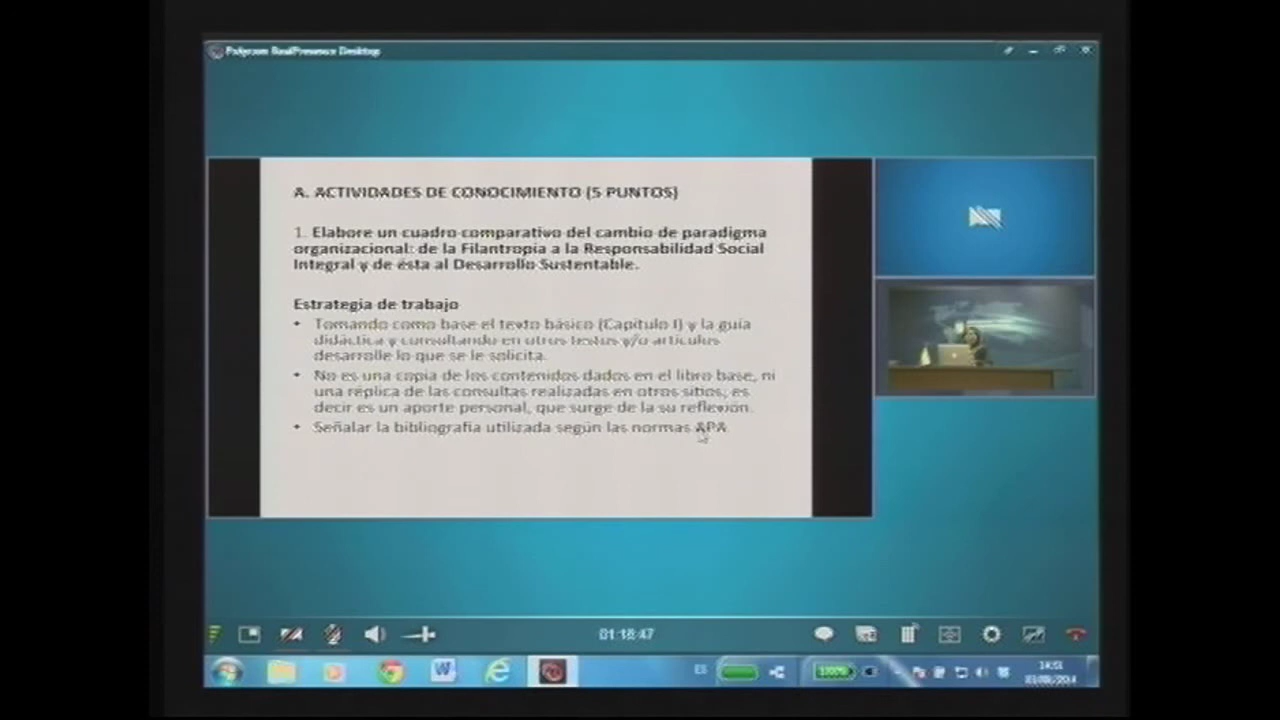 Polycom RealPresence Desktop
A. ACTIVIDADES DE CONOCIMIENTO (5 PUNTOS)
1. Elabore un cuadro comparativo del cambio de paradigma
organizacional: de la Filantropía a la Responsabilidad Social
Integral y de ésta al Desarrollo Sustentable.
Estrategia de trabajo
• Tomando como base el texto básico (Capítulo I) y la guía
didáctica y consultando en otros textos y/o artículos
desarrolle lo que se le solicita.
• No es una copia de los contenidos dados en el libro base, ni
una réplica de las consultas realizadas en otros sitios; es
decir es un aporte personal, que surge de la su reflexión.
• Señalar la bibliografía utilizada según las normas APA
01:18:47
ES
100%
14:51